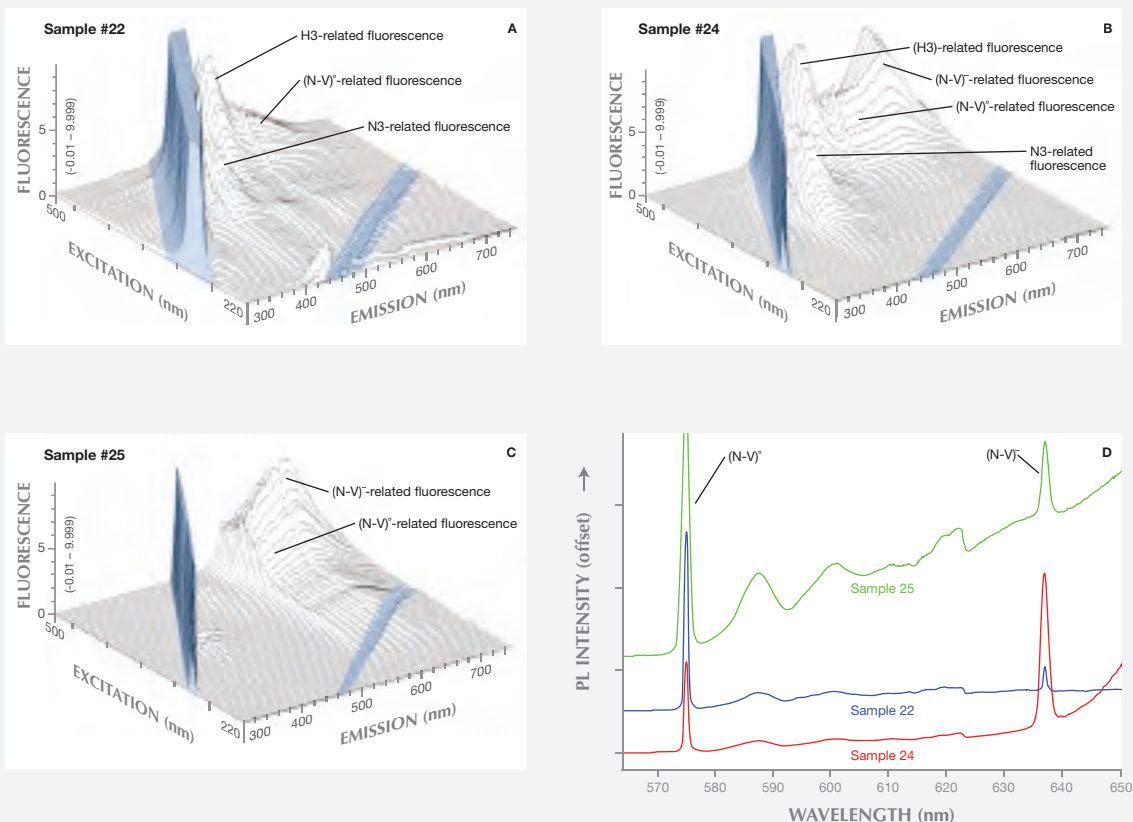 Sample #22
A
H3-related fluorescence
(N-V)°-related fluorescence
N3-related fluorescence
FLUORESCENCE
(-0.01 – 9.999)
5
0
500
EXCITATION (nm)
220
300
400
500
600
700
EMISSION (nm)
Sample #24
B
(H3)-related fluorescence
(N-V)⁻-related fluorescence
(N-V)°-related fluorescence
N3-related
fluorescence
FLUORESCENCE
(-0.01 – 9.999)
5
0
500
EXCITATION (nm)
220
300
400
500
600
700
EMISSION (nm)
Sample #25
C
(N-V)⁻-related fluorescence
(N-V)°-related fluorescence
FLUORESCENCE
(-0.01 – 9.999)
5
0
500
EXCITATION (nm)
220
300
400
500
600
700
EMISSION (nm)
D
(N-V)°
(N-V)⁻
PL INTENSITY (offset)
Sample 25
Sample 22
Sample 24
570 580 590 600 610 620 630 640 650
WAVELENGTH (nm)